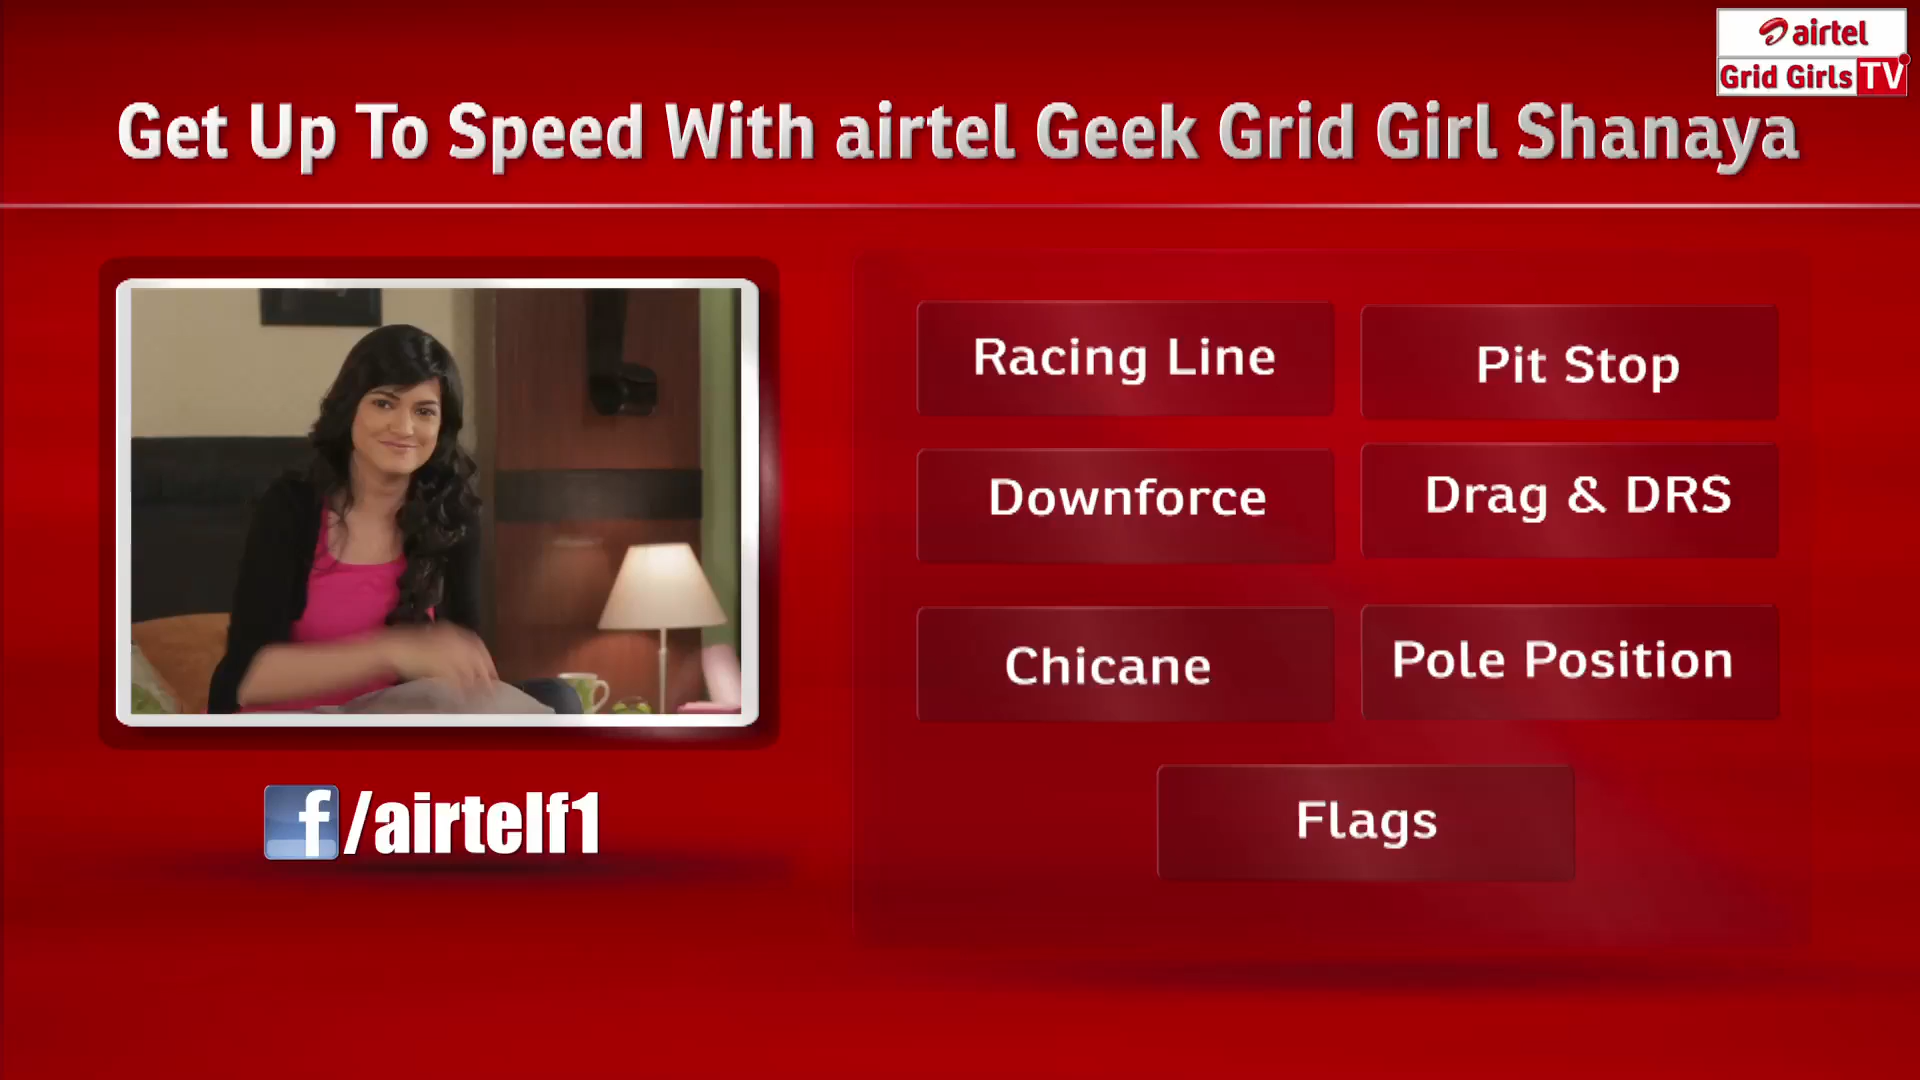 airtel
Grid Girls TV
Get Up To Speed With airtel Geek Grid Girl Shanaya
Racing Line
Pit Stop
Downforce
Drag & DRS
Chicane
Pole Position
Flags
f/airtelf1